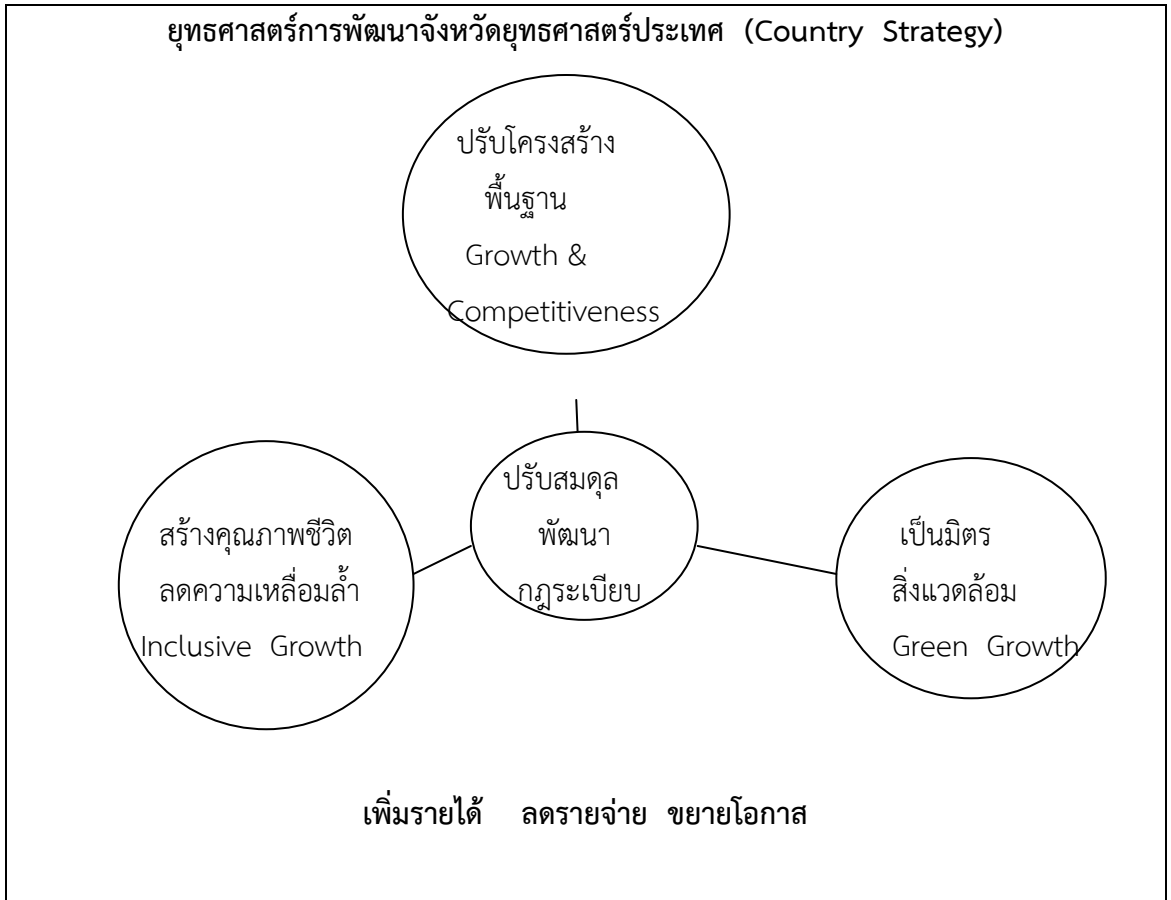 ยุทธศาสตร์การพัฒนาจังหวัดยุทธศาสตร์ประเทศ (Country Strategy)
ปรับโครงสร้าง
พื้นฐาน
Growth &
Competitiveness
ปรับสมดุล
พัฒนา
กฎระเบียบ
สร้างคุณภาพชีวิต
ลดความเหลื่อมล้ำ
Inclusive Growth
เป็นมิตร
สิ่งแวดล้อม
Green Growth
เพิ่มรายได้ ลดรายจ่าย ขยายโอกาส